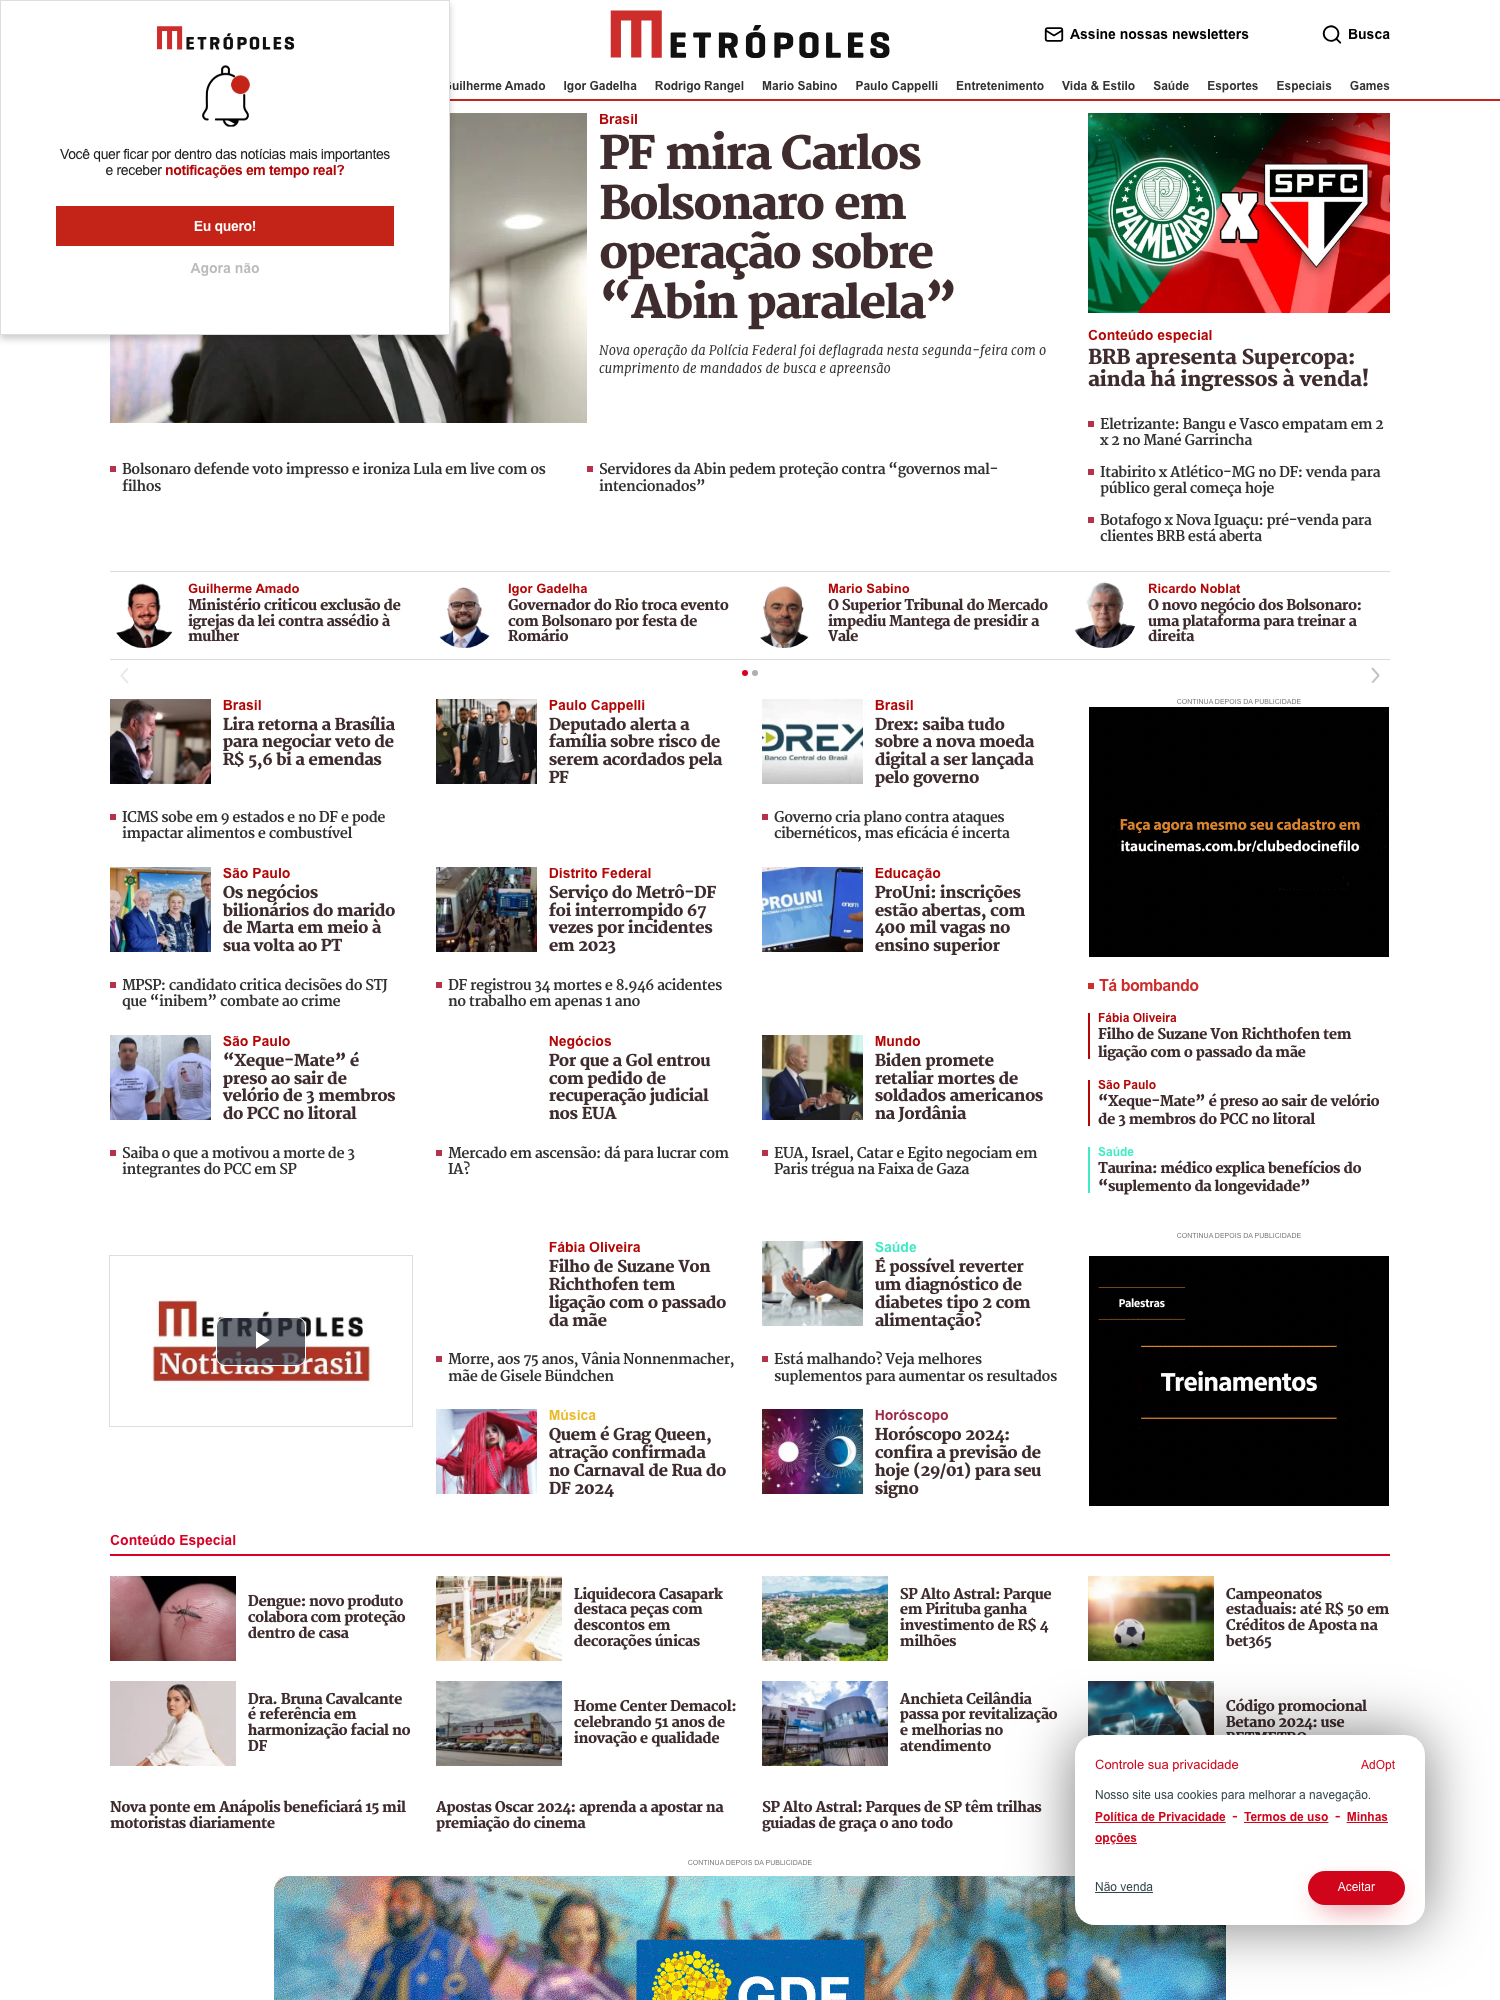 METRÓPOLES
Você quer ficar por dentro das notícias mais importantes
e receber notificações em tempo real?
Eu quero!
Agora não
METRÓPOLES
Assine nossas newsletters
Busca
Guilherme Amado
Igor Gadelha
Rodrigo Rangel
Mario Sabino
Paulo Cappelli
Entretenimento
Vida & Estilo
Saúde
Esportes
Especiais
Games
Brasil
PF mira Carlos
Bolsonaro em
operação sobre
“Abin paralela”
Nova operação da Polícia Federal foi deflagrada nesta segunda-feira com o
cumprimento de mandados de busca e apreensão
Bolsonaro defende voto impresso e ironiza Lula em live com os
filhos
Servidores da Abin pedem proteção contra “governos mal-
intencionados”
PALMEIRAS
X
SPFC
Conteúdo especial
BRB apresenta Supercopa:
ainda há ingressos à venda!
Eletrizante: Bangu e Vasco empatam em 2
x 2 no Mané Garrincha
Itabirito x Atlético-MG no DF: venda para
público geral começa hoje
Botafogo x Nova Iguaçu: pré-venda para
clientes BRB está aberta
Guilherme Amado
Ministério criticou exclusão de
igrejas da lei contra assédio à
mulher
Igor Gadelha
Governador do Rio troca evento
com Bolsonaro por festa de
Romário
Mario Sabino
O Superior Tribunal do Mercado
impediu Mantega de presidir a
Vale
Ricardo Noblat
O novo negócio dos Bolsonaro:
uma plataforma para treinar a
direita
Brasil
Lira retorna a Brasília
para negociar veto de
R$ 5,6 bi a emendas
ICMS sobe em 9 estados e no DF e pode
impactar alimentos e combustível
Paulo Cappelli
Deputado alerta a
família sobre risco de
serem acordados pela
PF
DREX
Banco Central do Brasil
Brasil
Drex: saiba tudo
sobre a nova moeda
digital a ser lançada
pelo governo
Governo cria plano contra ataques
cibernéticos, mas eficácia é incerta
São Paulo
Os negócios
bilionários do marido
de Marta em meio à
sua volta ao PT
MPSP: candidato critica decisões do STJ
que “inibem” combate ao crime
Distrito Federal
Serviço do Metrô-DF
foi interrompido 67
vezes por incidentes
em 2023
DF registrou 34 mortes e 8.946 acidentes
no trabalho em apenas 1 ano
PROUNI
enem
Educação
ProUni: inscrições
estão abertas, com
400 mil vagas no
ensino superior
São Paulo
“Xeque-Mate” é
preso ao sair de
velório de 3 membros
do PCC no litoral
Saiba o que a motivou a morte de 3
integrantes do PCC em SP
Negócios
Por que a Gol entrou
com pedido de
recuperação judicial
nos EUA
Mercado em ascensão: dá para lucrar com
IA?
Mundo
Biden promete
retaliar mortes de
soldados americanos
na Jordânia
EUA, Israel, Catar e Egito negociam em
Paris trégua na Faixa de Gaza
CONTINUA DEPOIS DA PUBLICIDADE
Faça agora mesmo seu cadastro em
itaucinemas.com.br/clubedocinefilo
Tá bombando
Fábia Oliveira
Filho de Suzane Von Richthofen tem
ligação com o passado da mãe
São Paulo
“Xeque-Mate” é preso ao sair de velório
de 3 membros do PCC no litoral
Saúde
Taurina: médico explica benefícios do
“suplemento da longevidade”
METRÓPOLES
Notícias Brasil
Fábia Oliveira
Filho de Suzane Von
Richthofen tem
ligação com o passado
da mãe
Morre, aos 75 anos, Vânia Nonnenmacher,
mãe de Gisele Bündchen
Saúde
É possível reverter
um diagnóstico de
diabetes tipo 2 com
alimentação?
Está malhando? Veja melhores
suplementos para aumentar os resultados
Música
Quem é Grag Queen,
atração confirmada
no Carnaval de Rua do
DF 2024
Horóscopo
Horóscopo 2024:
confira a previsão de
hoje (29/01) para seu
signo
CONTINUA DEPOIS DA PUBLICIDADE
Palestras
Treinamentos
Conteúdo Especial
Dengue: novo produto
colabora com proteção
dentro de casa
Liquidecora Casapark
destaca peças com
descontos em
decorações únicas
SP Alto Astral: Parque
em Pirituba ganha
investimento de R$ 4
milhões
Campeonatos
estaduais: até R$ 50 em
Créditos de Aposta na
bet365
Dra. Bruna Cavalcante
é referência em
harmonização facial no
DF
Home Center Demacol:
celebrando 51 anos de
inovação e qualidade
Anchieta Ceilândia
passa por revitalização
e melhorias no
atendimento
Código promocional
Betano 2024: use
Nova ponte em Anápolis beneficiará 15 mil
motoristas diariamente
Apostas Oscar 2024: aprenda a apostar na
premiação do cinema
SP Alto Astral: Parques de SP têm trilhas
guiadas de graça o ano todo
Controle sua privacidade
AdOpt
Nosso site usa cookies para melhorar a navegação.
Política de Privacidade - Termos de uso - Minhas
opções
Não venda
Aceitar
CONTINUA DEPOIS DA PUBLICIDADE
GDF